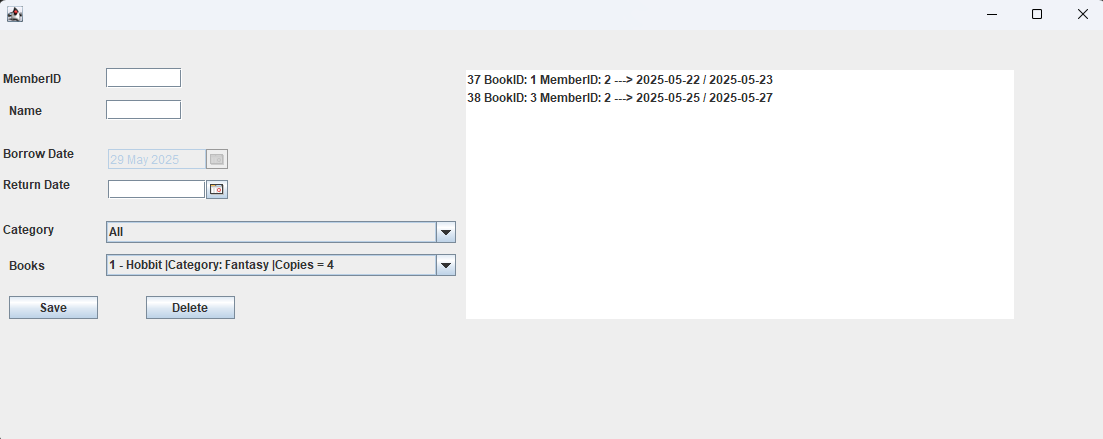 MemberID
Name
Borrow Date
29 May 2025
Return Date
Category
All
Books
1 - Hobbit |Category: Fantasy |Copies = 4
Save
Delete
37 BookID: 1 MemberID: 2 ---> 2025-05-22 / 2025-05-23
38 BookID: 3 MemberID: 2 ---> 2025-05-25 / 2025-05-27